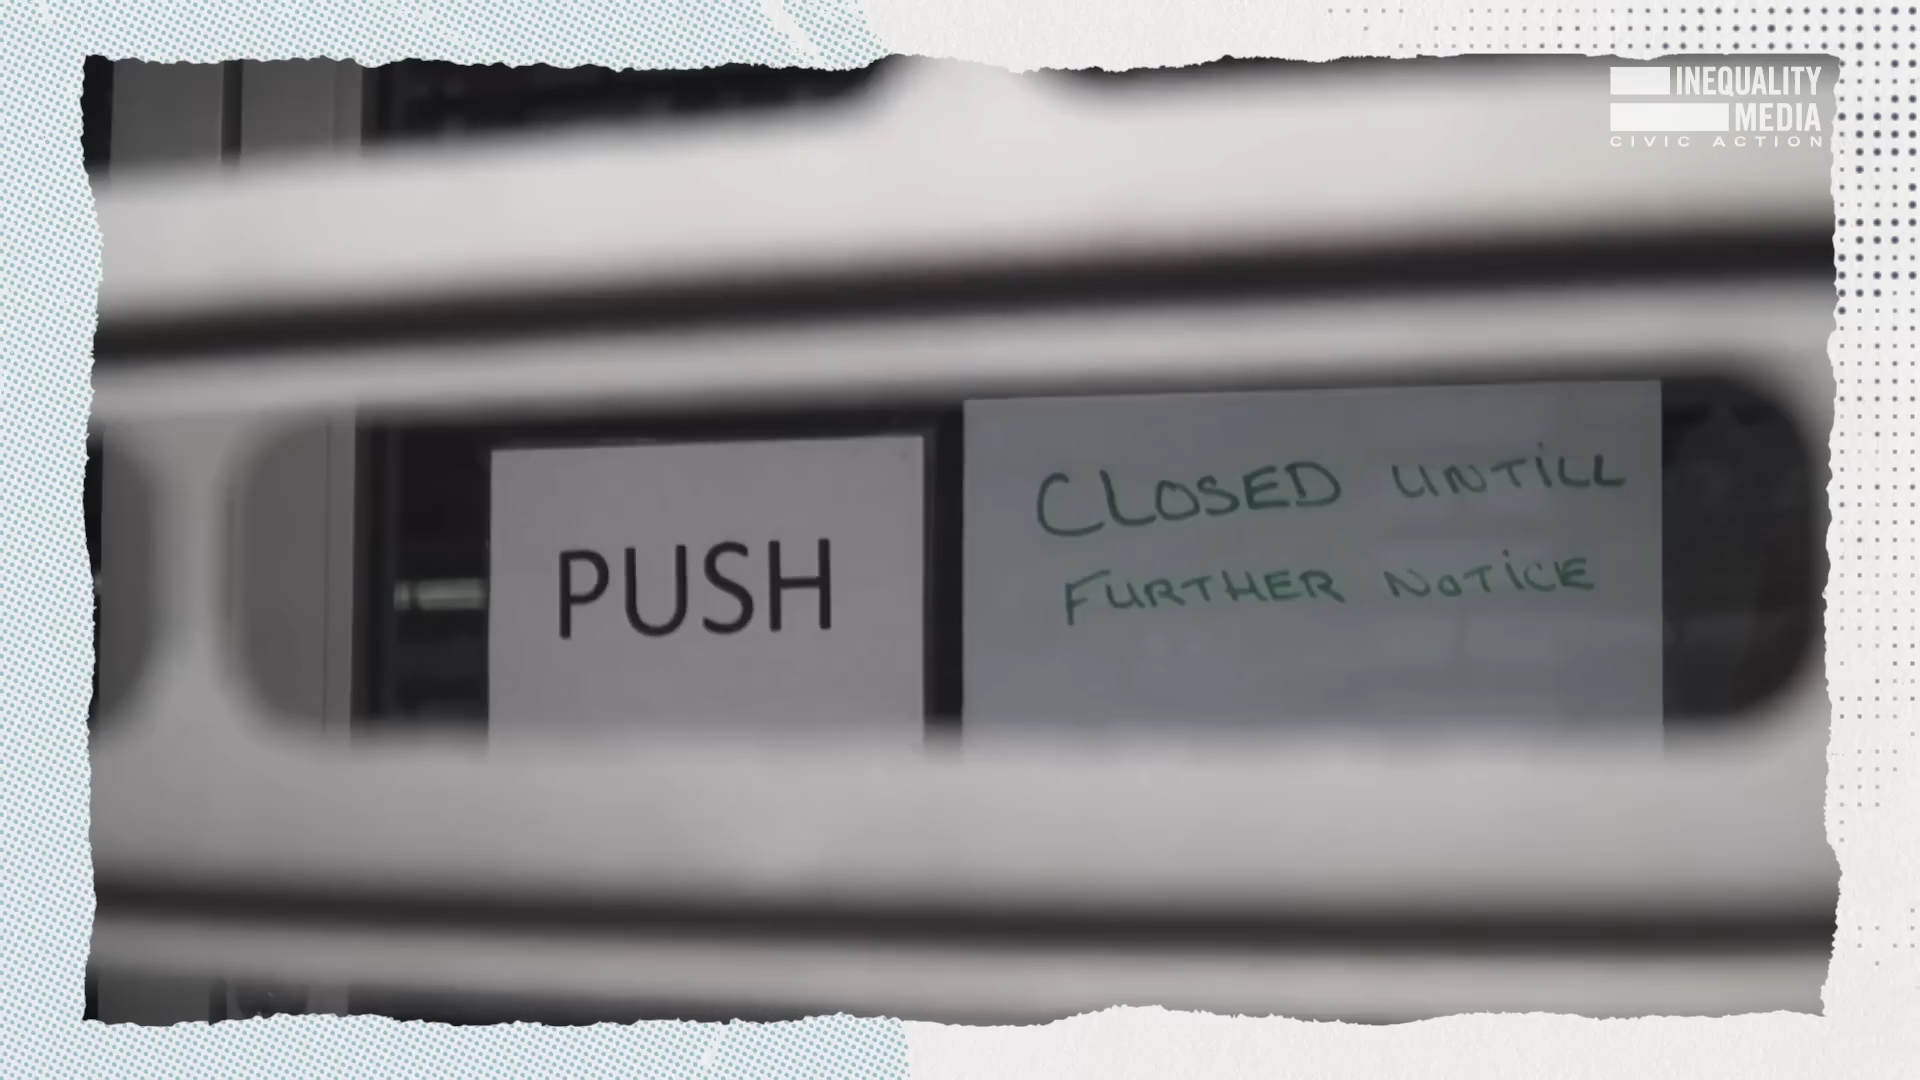 INEQUALITY
MEDIA
CIVIC ACTION
PUSH
CLOSED UNTILL
FURTHER NOTICE